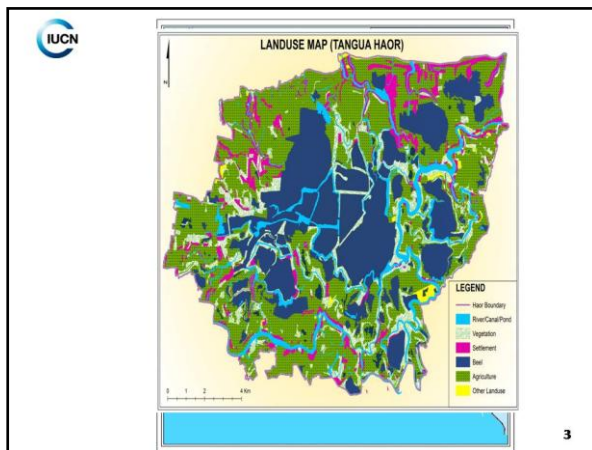 IUCN
LANDUSE MAP (TANGUA HAOR)
LEGEND
Haor Boundary
River/Canal/Pond
Vegetation
Settlement
Beel
Agriculture
Other Landuse
0 1 2 4 Km
3